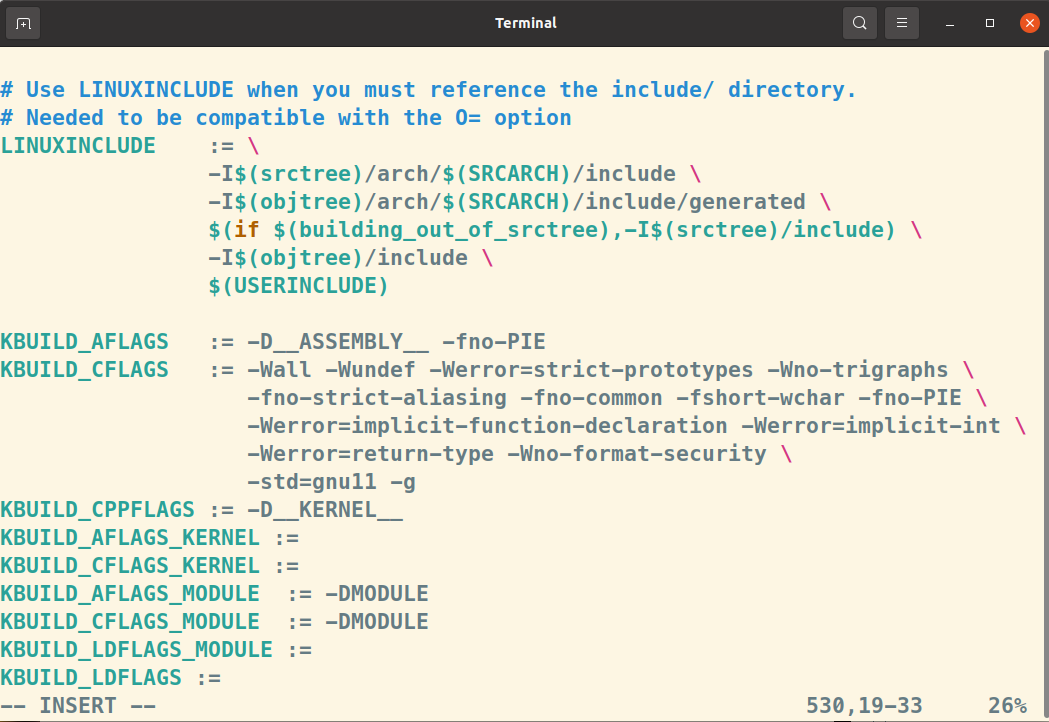 Terminal
# Use LINUXINCLUDE when you must reference the include/ directory.
# Needed to be compatible with the O= option
LINUXINCLUDE    := \
                -I$(srctree)/arch/$(SRCARCH)/include \
                -I$(objtree)/arch/$(SRCARCH)/include/generated \
                $(if $(building_out_of_srctree),-I$(srctree)/include) \
                -I$(objtree)/include \
                $(USERINCLUDE)

KBUILD_AFLAGS   := -D__ASSEMBLY__ -fno-PIE
KBUILD_CFLAGS   := -Wall -Wundef -Werror=strict-prototypes -Wno-trigraphs \
                   -fno-strict-aliasing -fno-common -fshort-wchar -fno-PIE \
                   -Werror=implicit-function-declaration -Werror=implicit-int \
                   -Werror=return-type -Wno-format-security \
                   -std=gnu11 -g
KBUILD_CPPFLAGS := -D__KERNEL__
KBUILD_AFLAGS_KERNEL :=
KBUILD_CFLAGS_KERNEL :=
KBUILD_AFLAGS_MODULE  := -DMODULE
KBUILD_CFLAGS_MODULE  := -DMODULE
KBUILD_LDFLAGS_MODULE :=
KBUILD_LDFLAGS :=
-- INSERT --                                                  530,19-33     26%